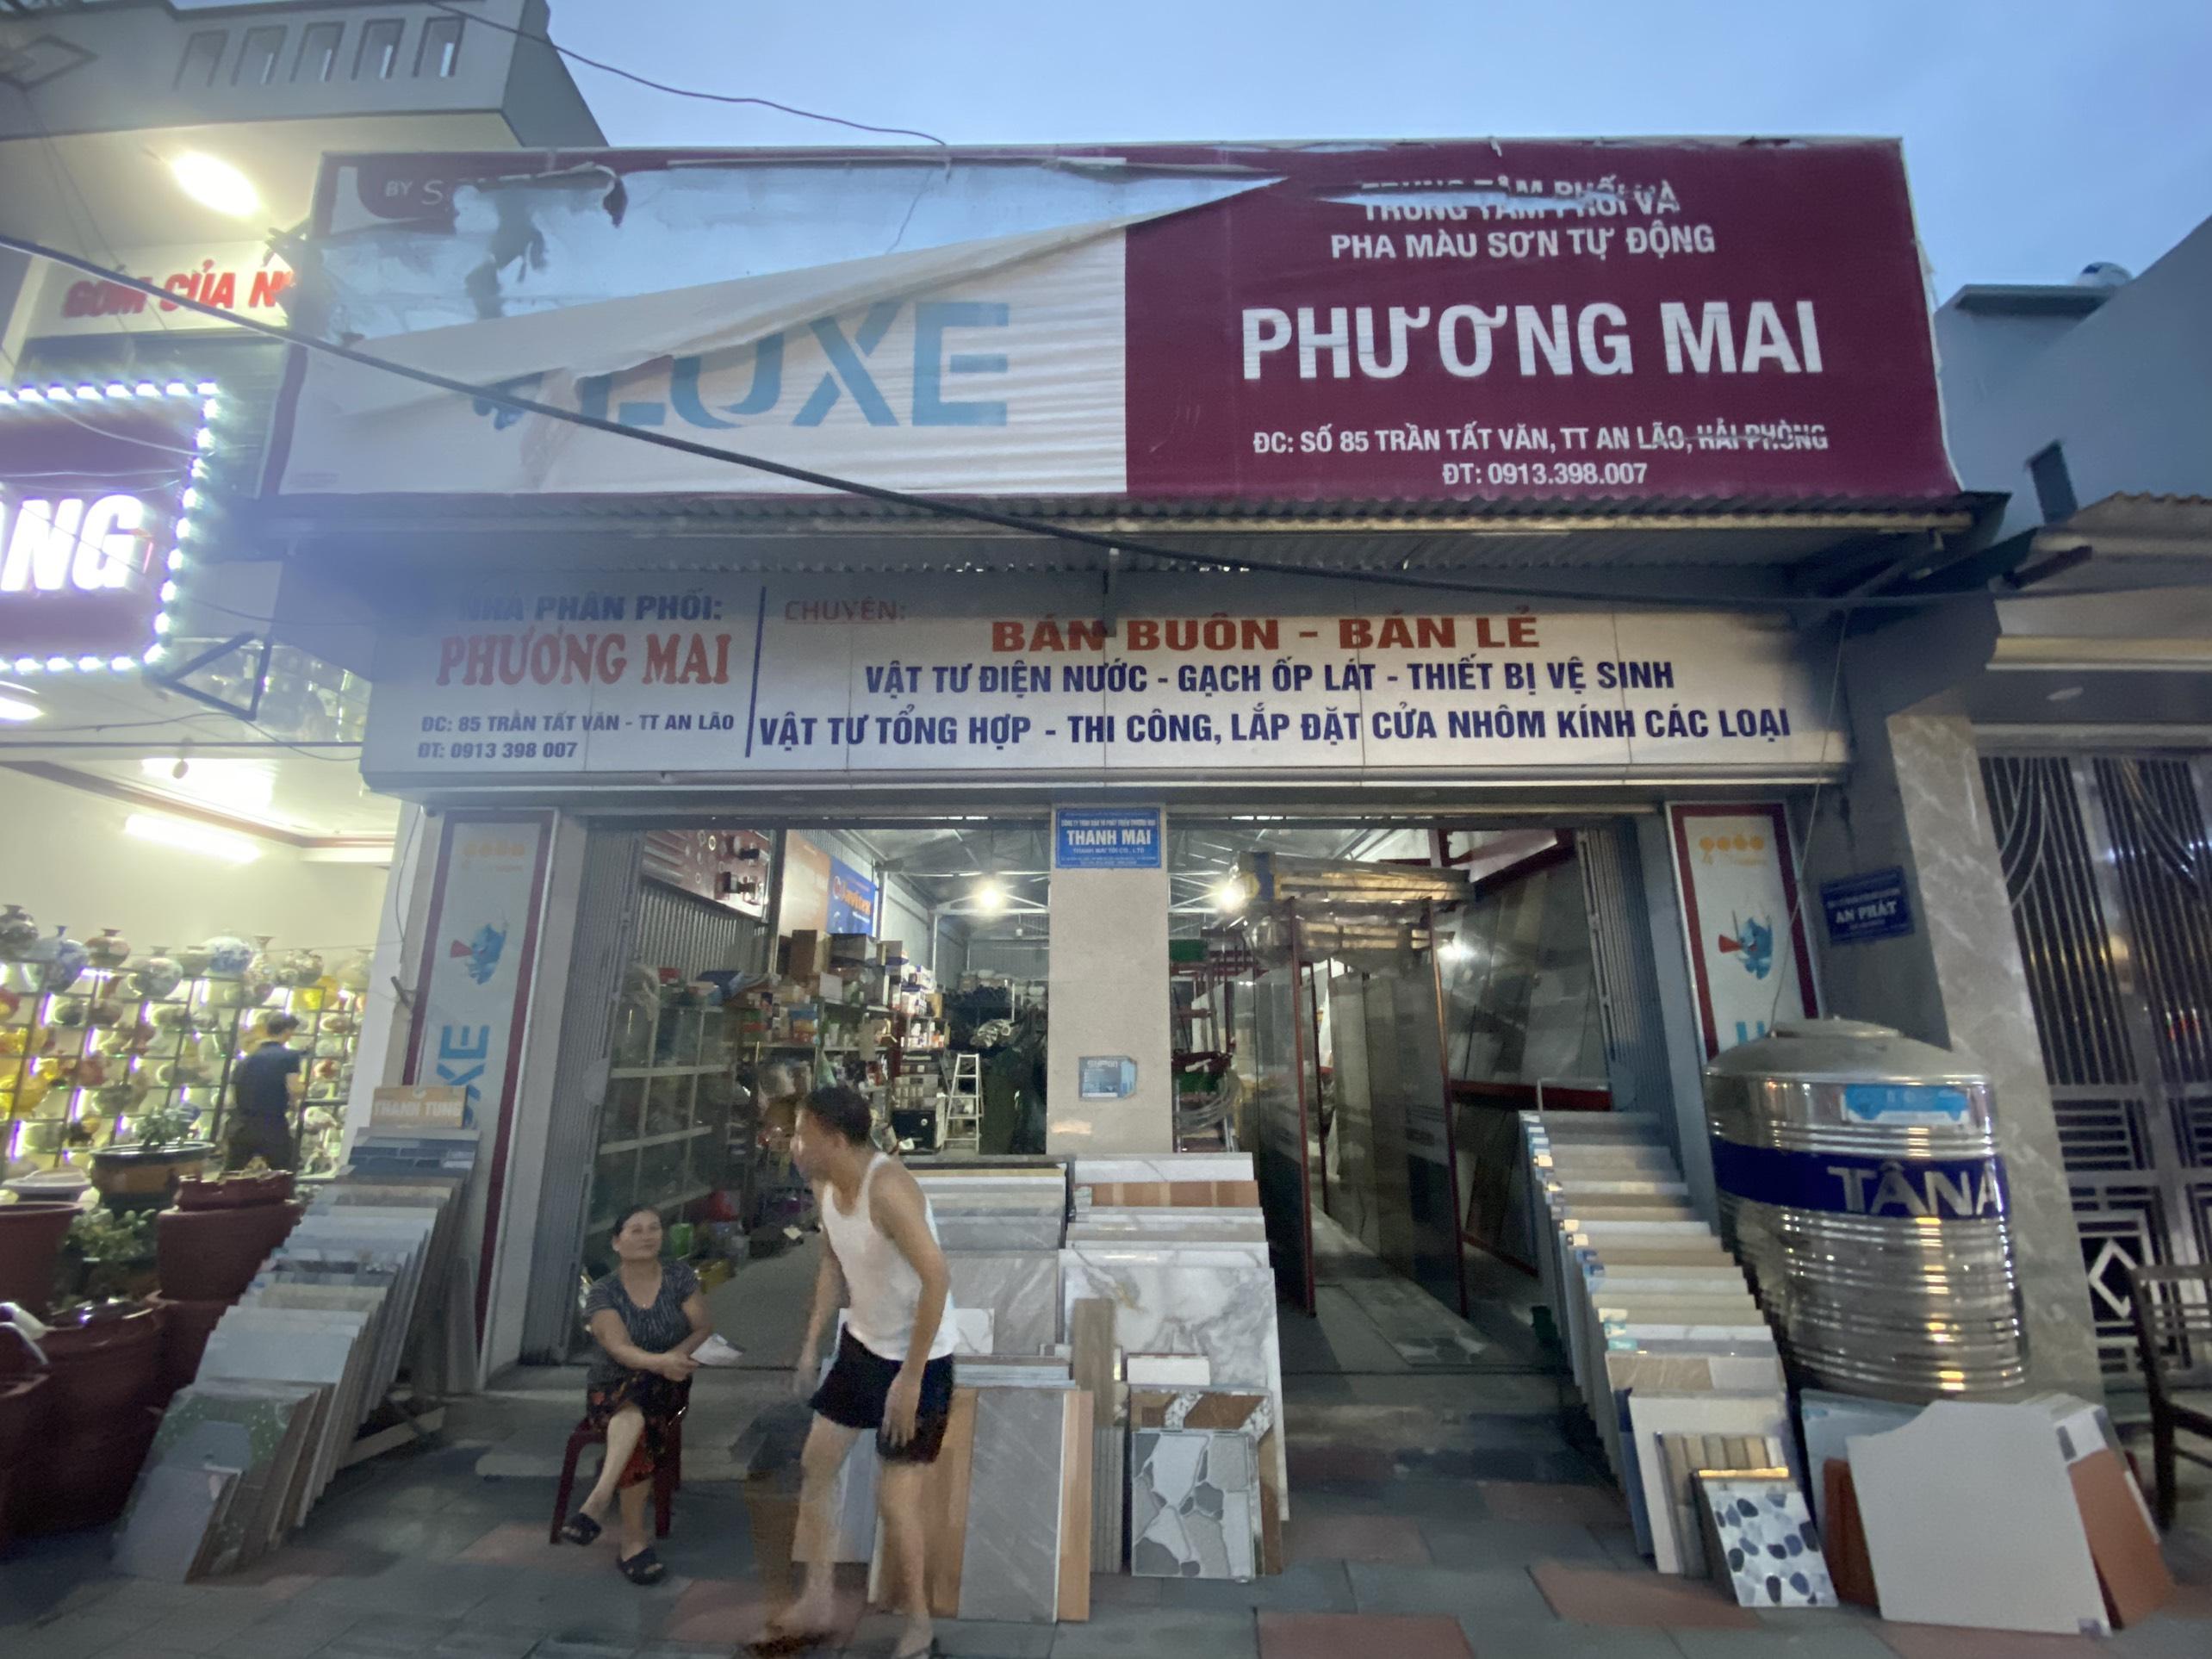 BY S
TRUNG TÂM PHỐI VÀ
PHA MÀU SƠN TỰ ĐỘNG
LUXE
PHƯƠNG MAI
ĐC: SỐ 85 TRẦN TẤT VĂN, TT AN LÃO, HẢI PHÒNG
ĐT: 0913.398.007
GỐM CỦA N
NG
NHÀ PHÂN PHỐI:
PHƯƠNG MAI
ĐC: 85 TRẦN TẤT VĂN - TT AN LÃO
ĐT: 0913 398 007
CHUYÊN:
BÁN BUÔN - BÁN LẺ
VẬT TƯ ĐIỆN NƯỚC - GẠCH ỐP LÁT - THIẾT BỊ VỆ SINH
VẬT TƯ TỔNG HỢP - THI CÔNG, LẮP ĐẶT CỬA NHÔM KÍNH CÁC LOẠI
THANH MAI
AN PHÁT
UXE
THANH TÙNG
TÂN Á